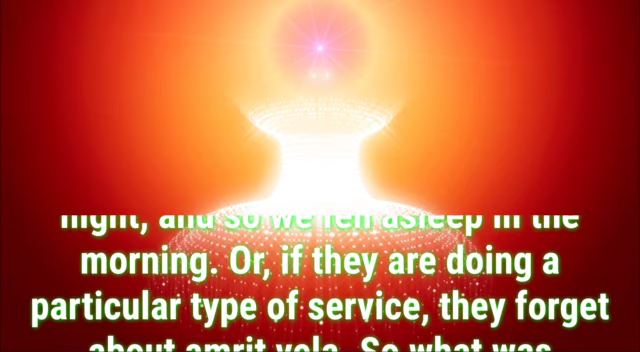 night, and so we fell asleep in the
morning. Or, if they are doing a
particular type of service, they forget
about amrit vela. So what was